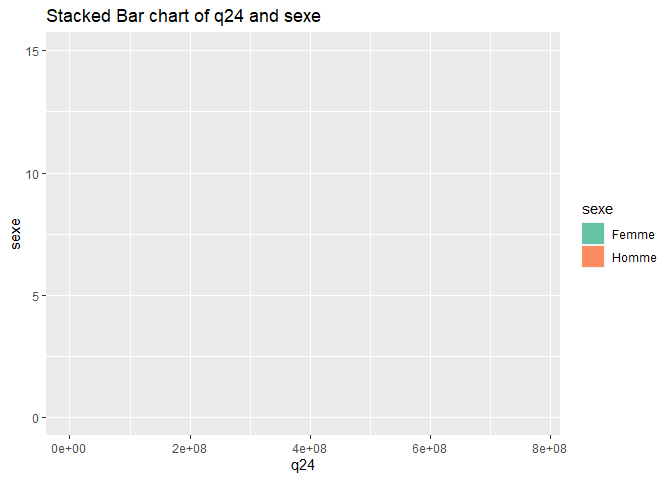 Stacked Bar chart of q24 and sexe
15
10
5
0
sexe
0e+00 2e+08 4e+08 6e+08 8e+08
q24
sexe
Femme
Homme